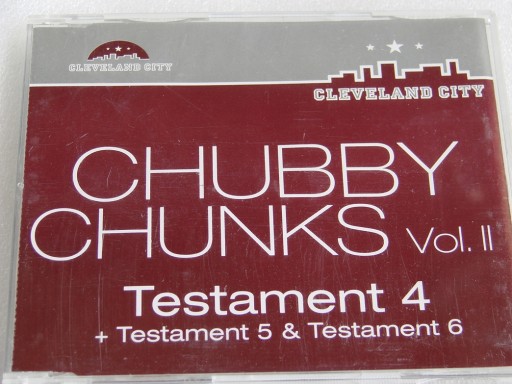 CLEVELAND CITY
CLEVELAND CITY
CHUBBY
CHUNKS Vol. II
Testament 4
+ Testament 5 & Testament 6